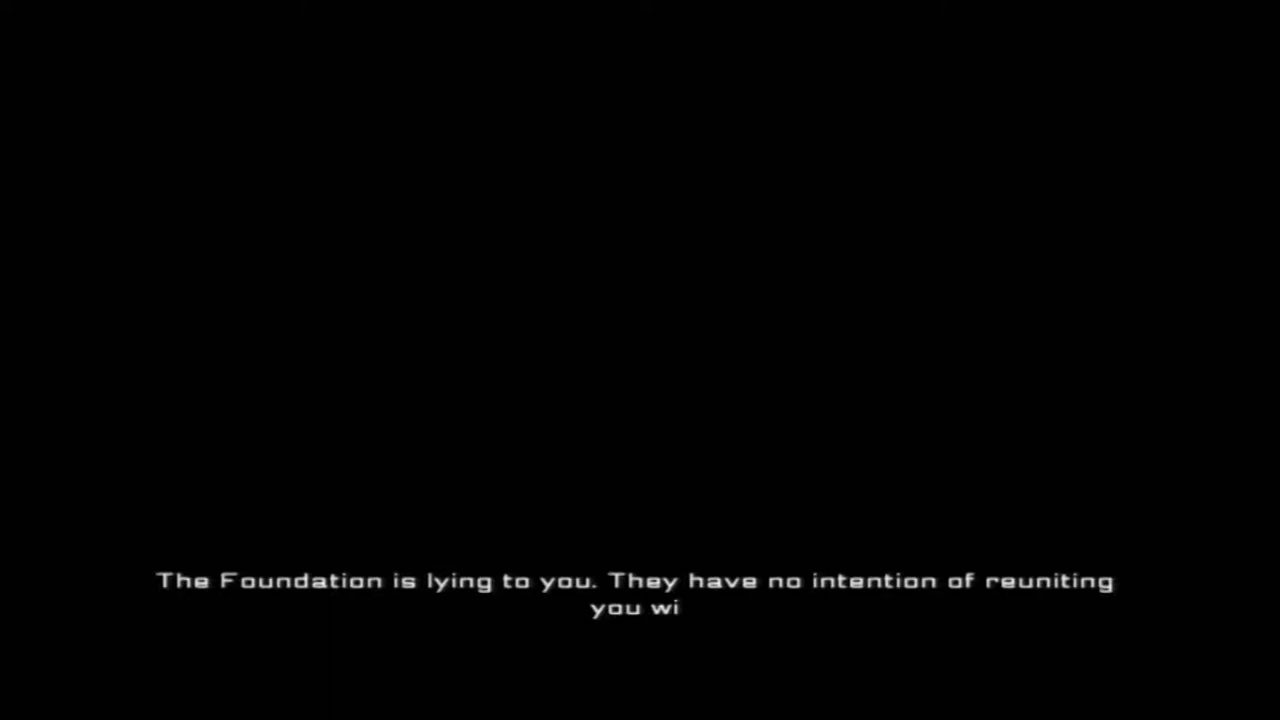 The Foundation is lying to you. They have no intention of reuniting
you wi